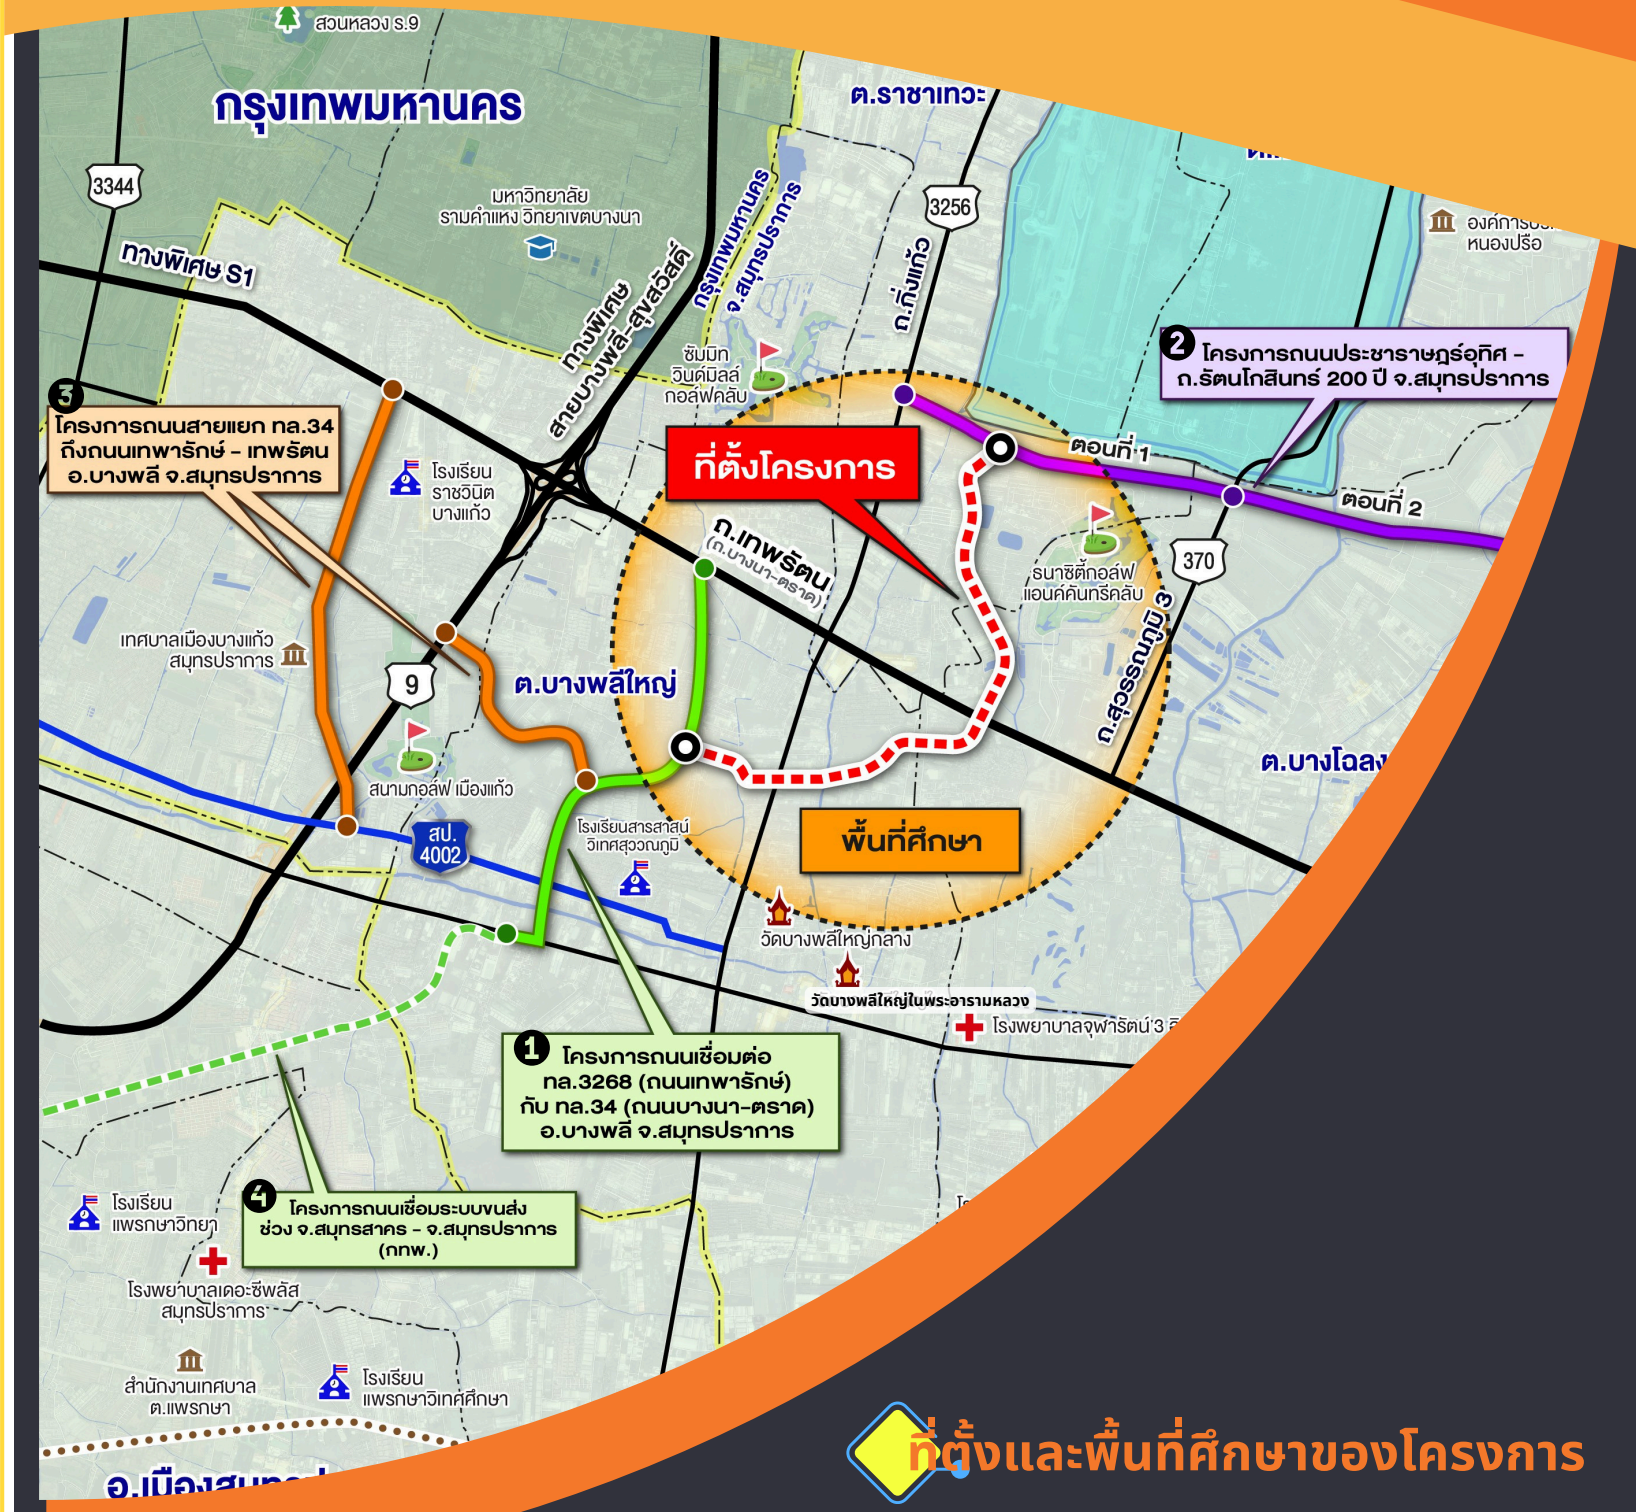 สวนหลวง ร.9
กรุงเทพมหานคร
ต.ราชาเทวะ
3344
มหาวิทยาลัย
รามคำแหง วิทยาเขตบางนา
3256
กรุงเทพมหานคร
จ.สมุทรปราการ
องค์การ
หนองปรือ
ทางพิเศษ S1
ทางพิเศษ
สายบางพลี-สุขสวัสดิ์
ถ.กิ่งแก้ว
ซัมมิท
วินด์มิลล์
กอล์ฟคลับ
2
โครงการถนนประชาราษฎร์อุทิศ -
ถ.รัตนโกสินทร์ 200 ปี จ.สมุทรปราการ
3
โครงการถนนสายแยก ทล.34
ถึงถนนเทพารักษ์ - เทพรัตน
อ.บางพลี จ.สมุทรปราการ
ที่ตั้งโครงการ
ตอนที่ 1
ตอนที่ 2
โรงเรียน
ราชวินิต
บางแก้ว
ถ.เทพรัตน
(ถ.บางนา-ตราด)
370
ธนาซิตี้กอล์ฟ
แอนด์คันทรีคลับ
ถ.สุวรรณภูมิ 3
เทศบาลเมืองบางแก้ว
สมุทรปราการ
9
ต.บางพลีใหญ่
ต.บางโฉลง
สนามกอล์ฟ เมืองแก้ว
สป.
4002
โรงเรียนสารสาสน์
วิเทศสุวรรณภูมิ
พื้นที่ศึกษา
วัดบางพลีใหญ่กลาง
วัดบางพลีใหญ่ในพระอารามหลวง
โรงพยาบาลจุฬารัตน์ 3
1
โครงการถนนเชื่อมต่อ
ทล.3268 (ถนนเทพารักษ์)
กับ ทล.34 (ถนนบางนา-ตราด)
อ.บางพลี จ.สมุทรปราการ
4
โครงการถนนเชื่อมระบบขนส่ง
ช่วง จ.สมุทรสาคร - จ.สมุทรปราการ
(กทพ.)
โรงเรียน
แพรกษาวิทยา
โรงพยาบาลเดอะซีพลัส
สมุทรปราการ
สำนักงานเทศบาล
ต.แพรกษา
โรงเรียน
แพรกษาวิเทศศึกษา
อ.เมือง
ที่ตั้งและพื้นที่ศึกษาของโครงการ